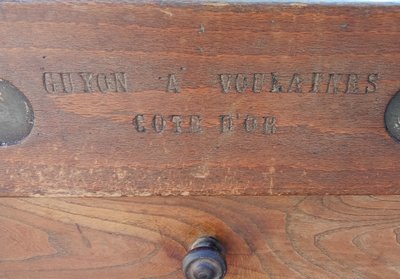 GUYON A VOULAINES
COTE D'OR